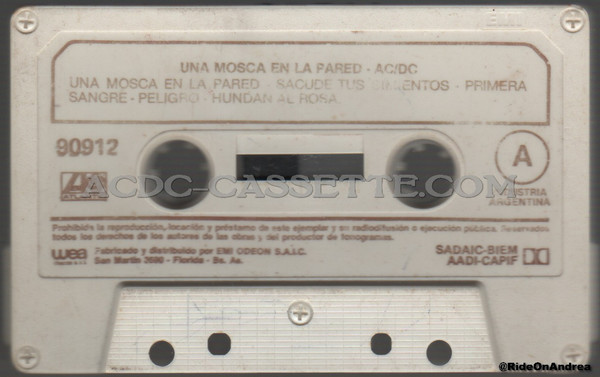 EMI
UNA MOSCA EN LA PARED - AC/DC
UNA MOSCA EN LA PARED - SACUDE TUS CIMIENTOS - PRIMERA
SANGRE - PELIGRO - HUNDAN AL ROSA
90912
A
ACDC-CASSETTE.COM
ATLANTIC
INDUSTRIA
ARGENTINA
Prohibida la reproducción, locación y préstamo de este ejemplar y su radiodifusión o ejecución pública. Reservados
todos los derechos de los autores de las obras y del productor de fonogramas.
wea
Fabricado y distribuido por EMI ODEON S.A.I.C.
San Martín 2690 - Florida - Bs. As.
SADAIC-BIEM
AADI-CAPIF
@RideOnAndrea